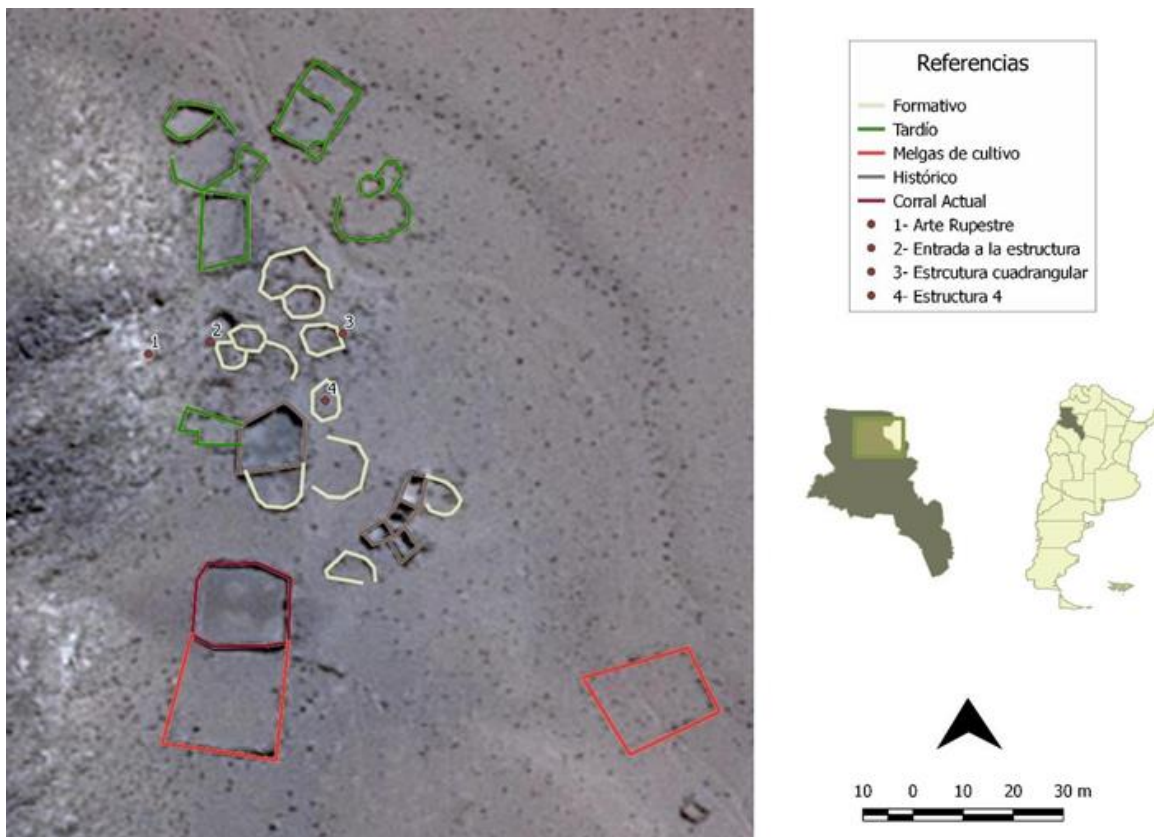 Referencias
Formativo
Tardío
Melgas de cultivo
Histórico
Corral Actual
1- Arte Rupestre
2- Entrada a la estructura
3- Estrcutura cuadrangular
4- Estructura 4
1
2
3
4
10 0 10 20 30 m